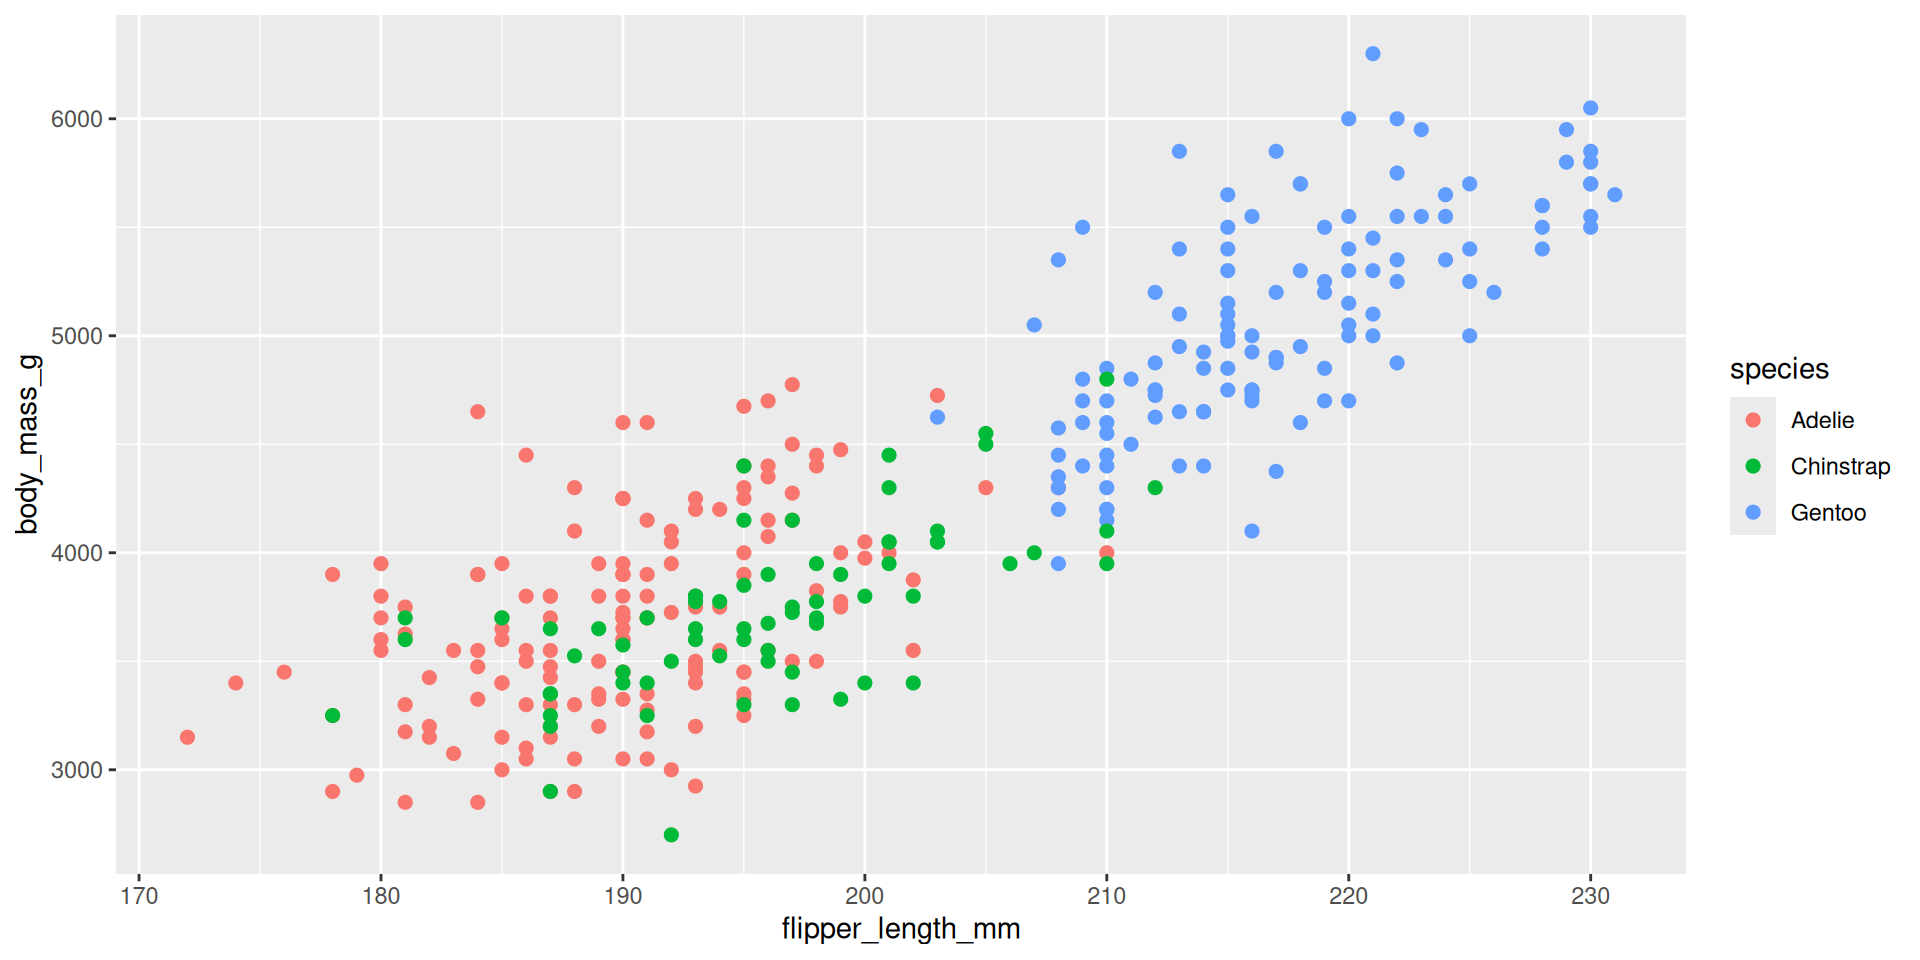 6000
5000
4000
3000
body_mass_g
170 180 190 200 210 220 230
flipper_length_mm
species
Adelie
Chinstrap
Gentoo